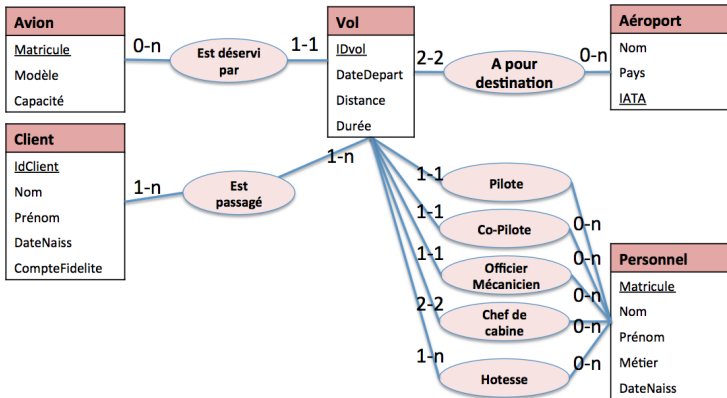 Avion
Matricule
Modèle
Capacité
0-n
Est déservi
par
1-1
Vol
IDvol
DateDepart
Distance
Durée
2-2
A pour
destination
0-n
Aéroport
Nom
Pays
IATA
Client
IdClient
Nom
Prénom
DateNaiss
CompteFidelite
1-n
Est
passagé
1-n
1-1
Pilote
0-n
1-1
Co-Pilote
0-n
1-1
Officier
Mécanicien
0-n
2-2
Chef de
cabine
0-n
1-n
Hotesse
0-n
Personnel
Matricule
Nom
Prénom
Métier
DateNaiss